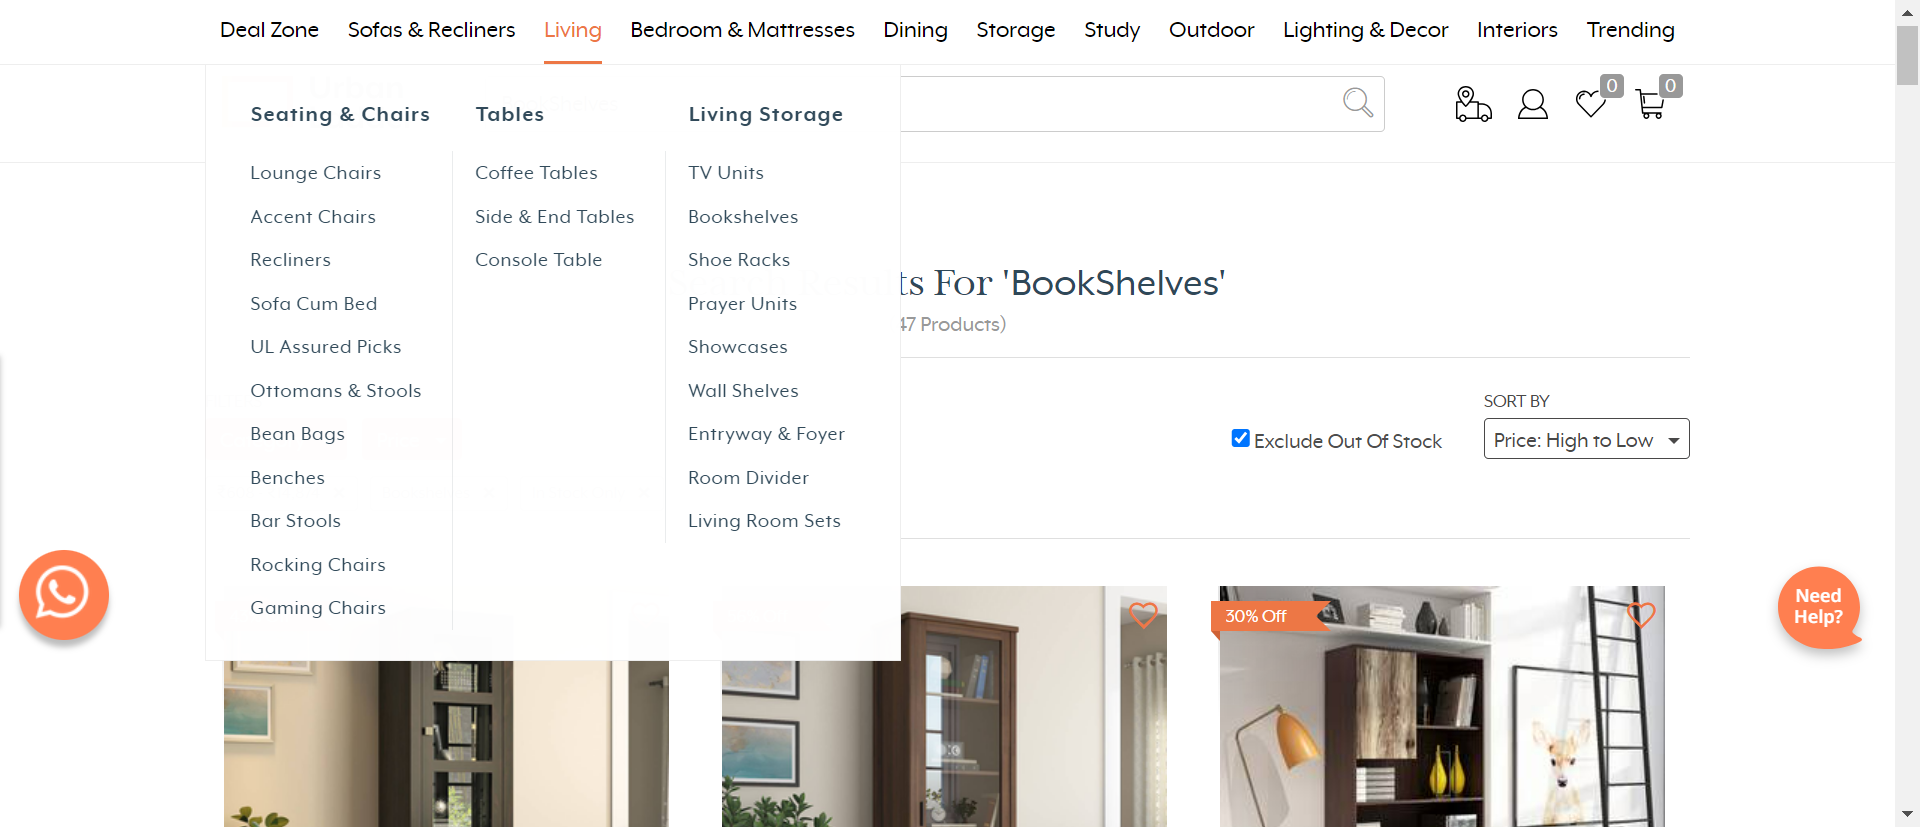 Deal Zone Sofas & Recliners Living Bedroom & Mattresses Dining Storage Study Outdoor Lighting & Decor Interiors Trending
0 0
Seating & Chairs Tables Living Storage
Lounge Chairs Coffee Tables TV Units
Accent Chairs Side & End Tables Bookshelves
Recliners Console Table Shoe Racks
ts For 'BookShelves'
Sofa Cum Bed Prayer Units
47 Products)
UL Assured Picks Showcases
Ottomans & Stools Wall Shelves
SORT BY
Bean Bags Entryway & Foyer
Exclude Out Of Stock Price: High to Low
Benches Room Divider
Bar Stools Living Room Sets
Rocking Chairs
Gaming Chairs
30% Off
Need
Help?